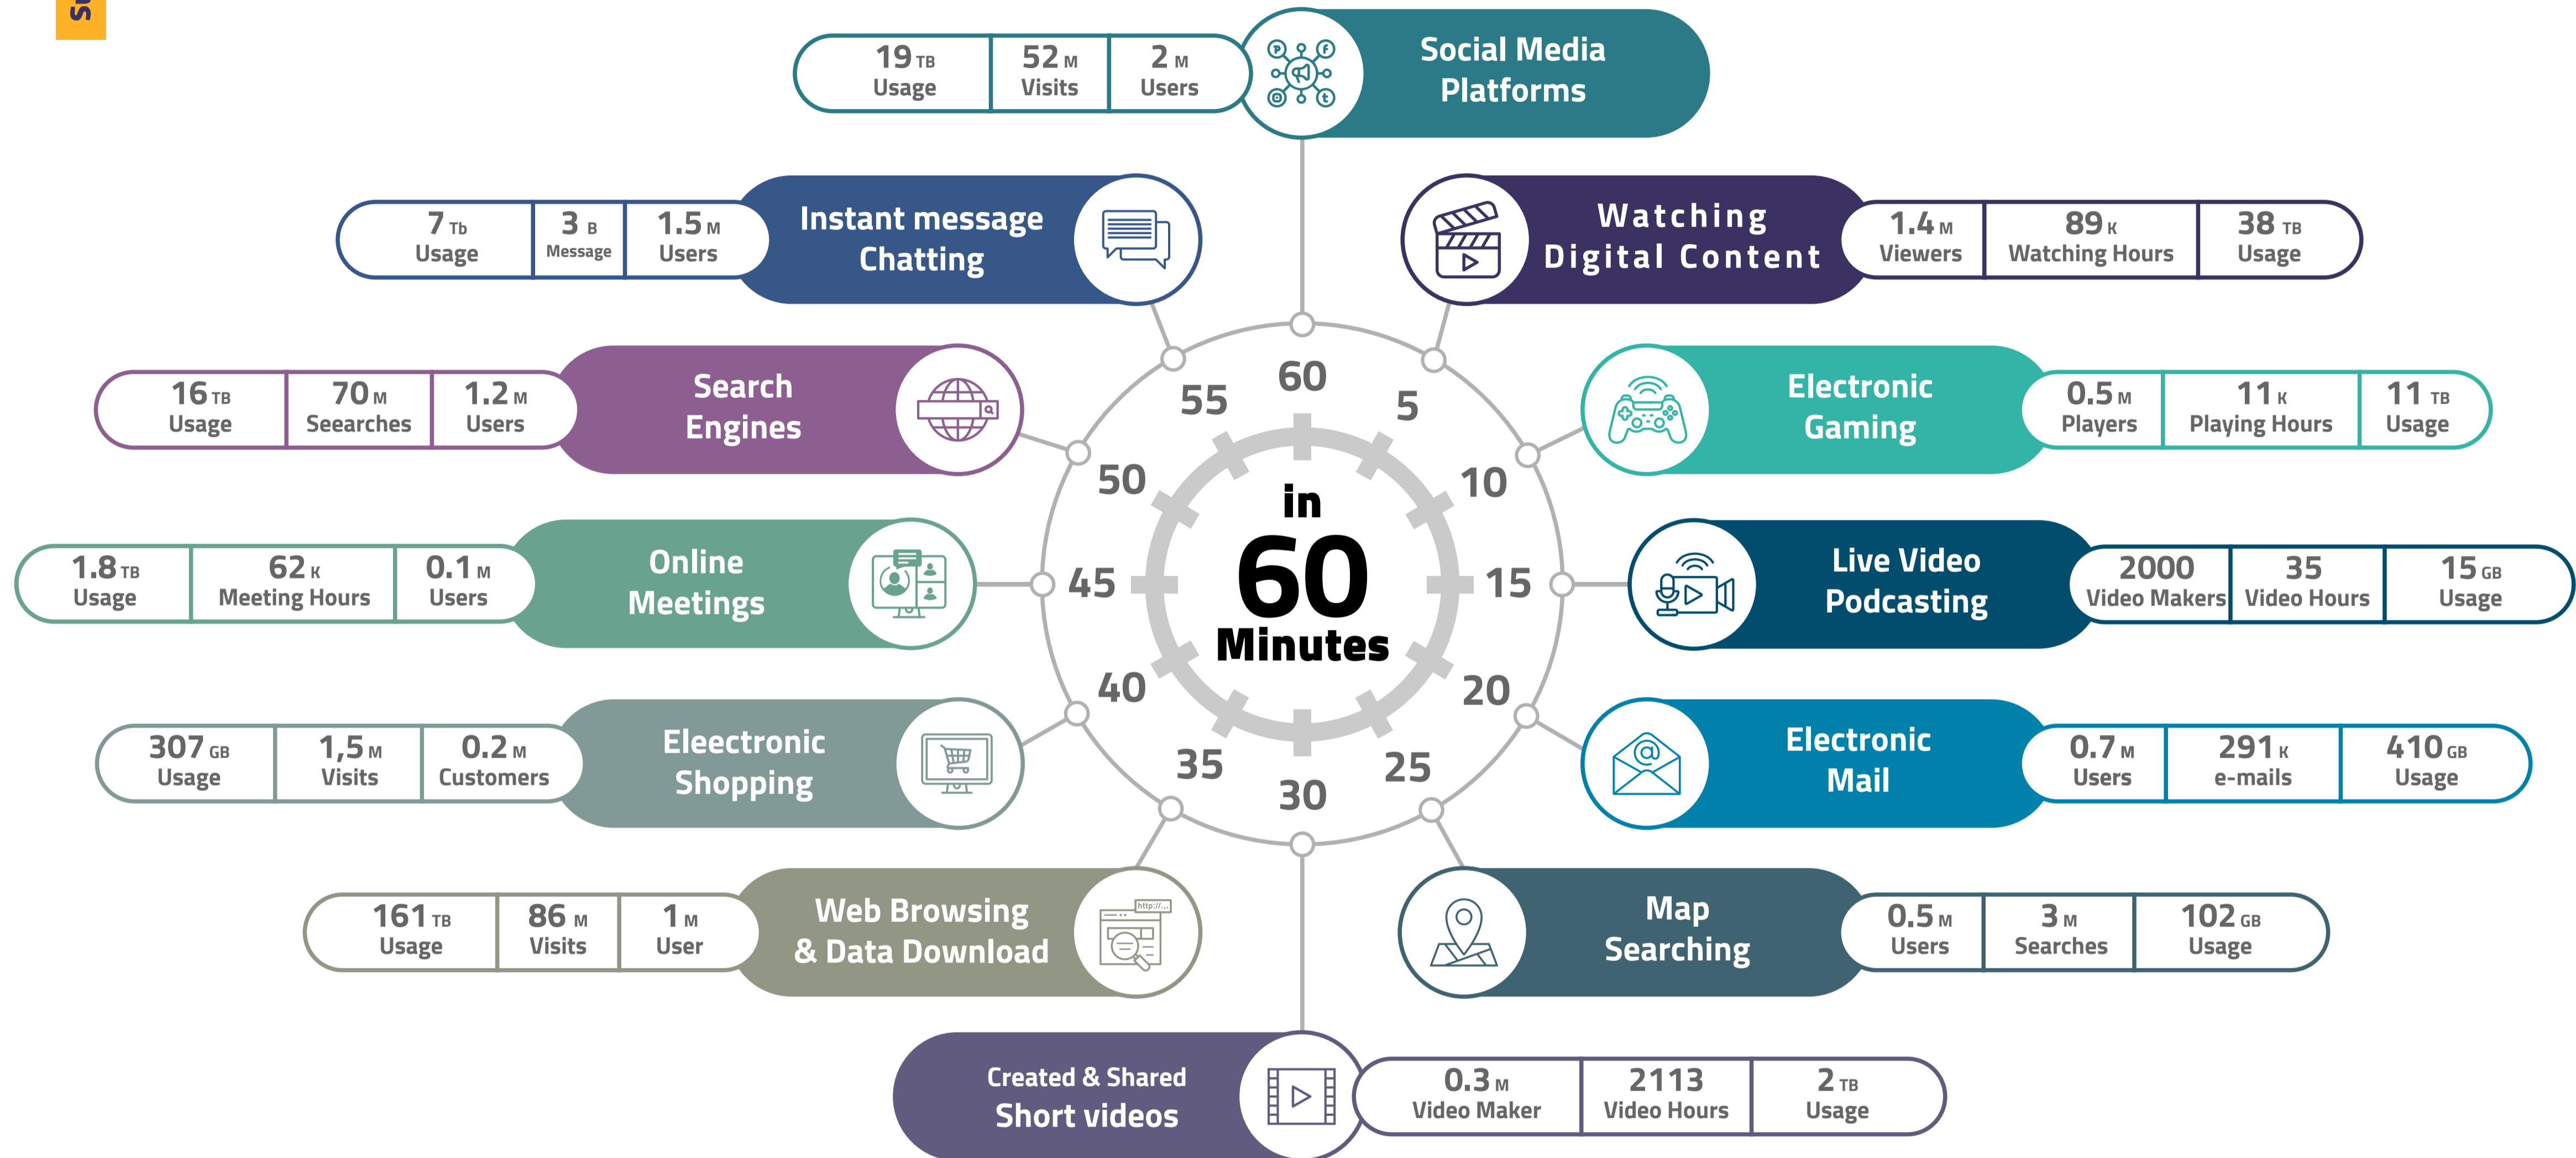 19 TB
Usage
52 M
Visits
2 M
Users
Social Media
Platforms
7 Tb
Usage
3 B
Message
1.5 M
Users
Instant message
Chatting
Watching
Digital Content
1.4 M
Viewers
89 K
Watching Hours
38 TB
Usage
16 TB
Usage
70 M
Seearches
1.2 M
Users
Search
Engines
Electronic
Gaming
0.5 M
Players
11 K
Playing Hours
11 TB
Usage
1.8 TB
Usage
62 K
Meeting Hours
0.1 M
Users
Online
Meetings
Live Video
Podcasting
2000
Video Makers
35
Video Hours
15 GB
Usage
307 GB
Usage
1,5 M
Visits
0.2 M
Customers
Eleectronic
Shopping
Electronic
Mail
0.7 M
Users
291 K
e-mails
410 GB
Usage
161 TB
Usage
86 M
Visits
1 M
User
Web Browsing
& Data Download
http://...
Map
Searching
0.5 M
Users
3 M
Searches
102 GB
Usage
Created & Shared
Short videos
0.3 M
Video Maker
2113
Video Hours
2 TB
Usage
60
5
10
15
20
25
30
35
40
45
50
55
in
60
Minutes